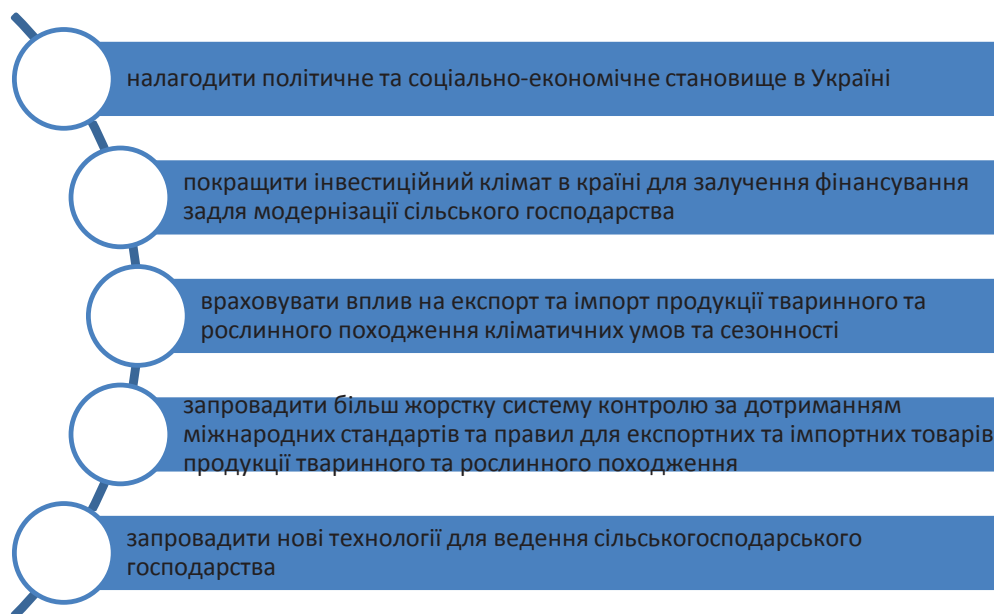 налагодити політичне та соціально-економічне становище в Україні
покращити інвестиційний клімат в країні для залучення фінансування
задля модернізації сільського господарства
враховувати вплив на експорт та імпорт продукції тваринного та
рослинного походження кліматичних умов та сезонності
запровадити більш жорстку систему контролю за дотриманням
міжнародних стандартів та правил для експортних та імпортних товарів
продукції тваринного та рослинного походження
запровадити нові технології для ведення сількогосподарського
господарства